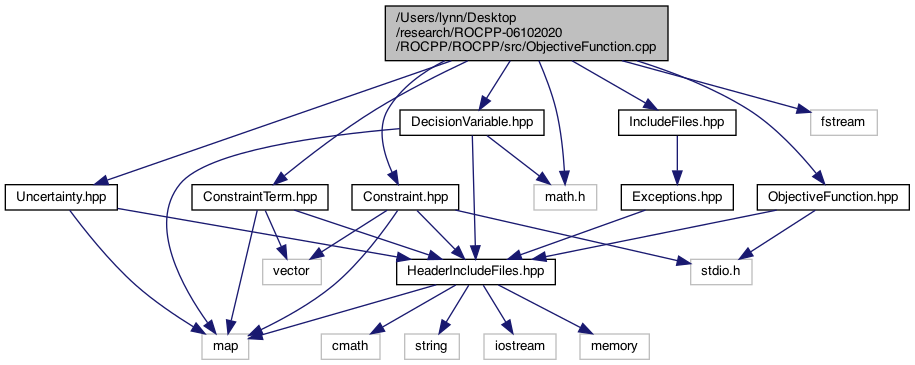 /Users/lynn/Desktop
/research/ROCPP-06102020
/ROCPP/ROCPP/src/ObjectiveFunction.cpp
DecisionVariable.hpp
IncludeFiles.hpp
fstream
Uncertainty.hpp
ConstraintTerm.hpp
Constraint.hpp
math.h
Exceptions.hpp
ObjectiveFunction.hpp
vector
HeaderIncludeFiles.hpp
stdio.h
map
cmath
string
iostream
memory